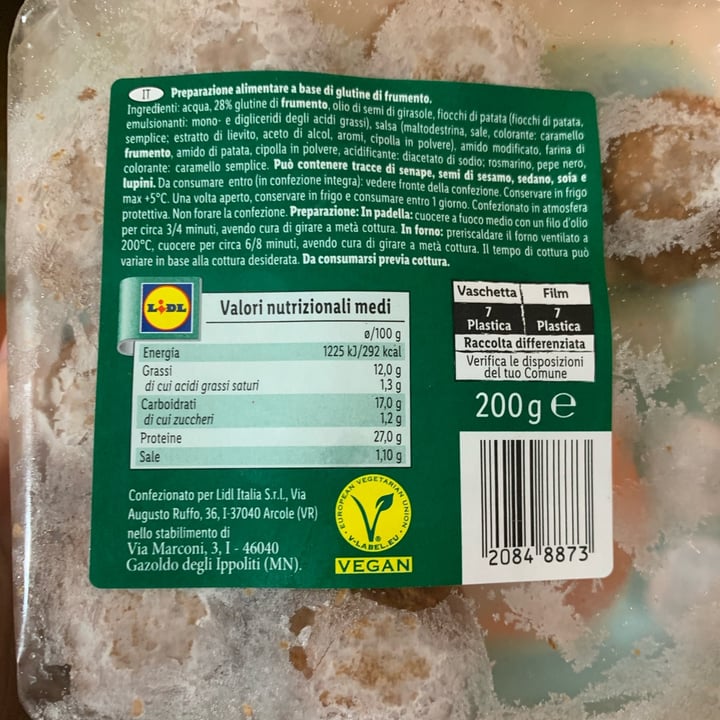 IT Preparazione alimentare a base di glutine di frumento.
Ingredienti: acqua, 28% glutine di frumento, olio di semi di girasole, fiocchi di patata (fiocchi di patata,
emulsionanti: mono- e digliceridi degli acidi grassi), salsa (maltodestrina, sale, colorante: caramello
semplice; estratto di lievito, aceto di alcol, aromi, cipolla in polvere), amido modificato, farina di
frumento, amido di patata, cipolla in polvere, acidificante: diacetato di sodio; rosmarino, pepe nero,
colorante: caramello semplice. Può contenere tracce di senape, semi di sesamo, sedano, soia e
lupini. Da consumare entro (in confezione integra): vedere fronte della confezione. Conservare in frigo
max +5°C. Una volta aperto, conservare in frigo e consumare entro 1 giorno. Confezionato in atmosfera
protettiva. Non forare la confezione. Preparazione: In padella: cuocere a fuoco medio con un filo d'olio
per circa 3/4 minuti, avendo cura di girare a metà cottura. In forno: preriscaldare il forno ventilato a
200°C, cuocere per circa 6/8 minuti, avendo cura di girare a metà cottura. Il tempo di cottura può
variare in base alla cottura desiderata. Da consumarsi previa cottura.
LIDL
Valori nutrizionali medi
ø/100 g
Energia 1225 kJ/292 kcal
Grassi 12,0 g
di cui acidi grassi saturi 1,3 g
Carboidrati 17,0 g
di cui zuccheri 1,2 g
Proteine 27,0 g
Sale 1,10 g
Vaschetta Film
7 7
Plastica Plastica
Raccolta differenziata
Verifica le disposizioni
del tuo Comune
200 g ℮
Confezionato per Lidl Italia S.r.l., Via
Augusto Ruffo, 36, I-37040 Arcole (VR)
nello stabilimento di
Via Marconi, 3, I - 46040
Gazoldo degli Ippoliti (MN).
EUROPEAN VEGETARIAN UNION
V-LABEL.EU
VEGAN
2084 8873